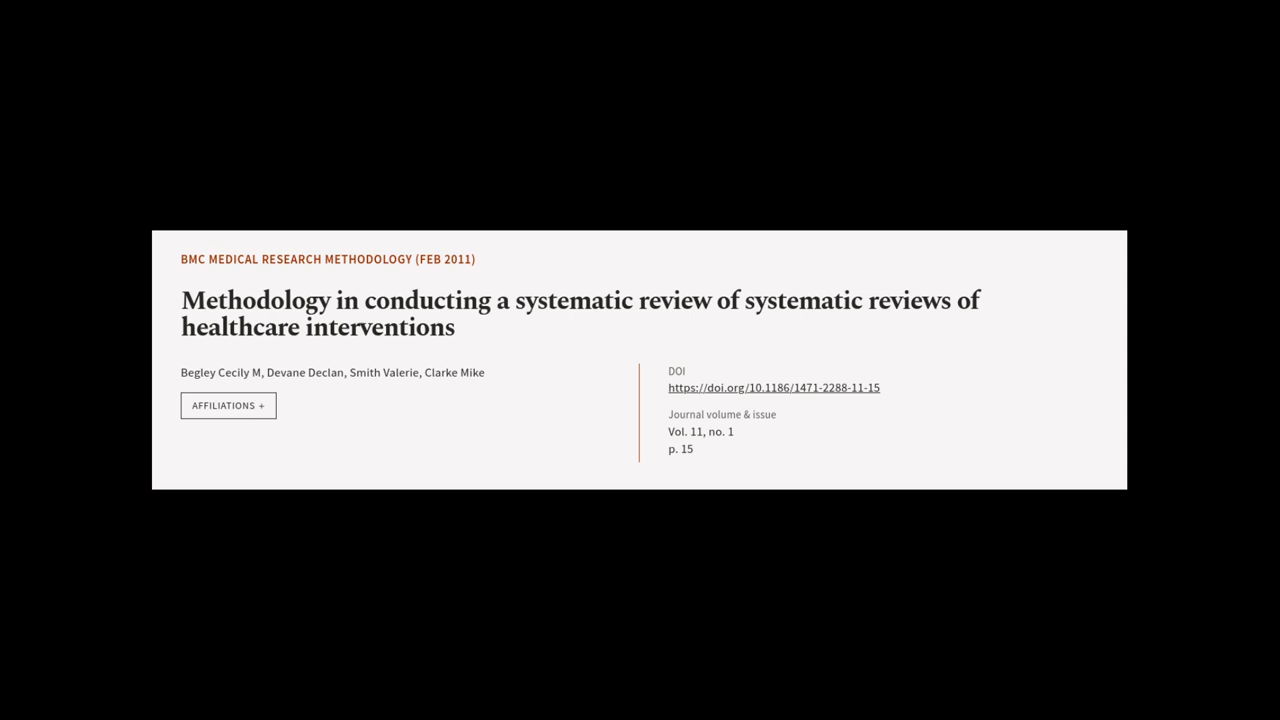 BMC MEDICAL RESEARCH METHODOLOGY (FEB 2011)
Methodology in conducting a systematic review of systematic reviews of
healthcare interventions
Begley Cecily M, Devane Declan, Smith Valerie, Clarke Mike
AFFILIATIONS +
DOI
https://doi.org/10.1186/1471-2288-11-15
Journal volume & issue
Vol. 11, no. 1
p. 15